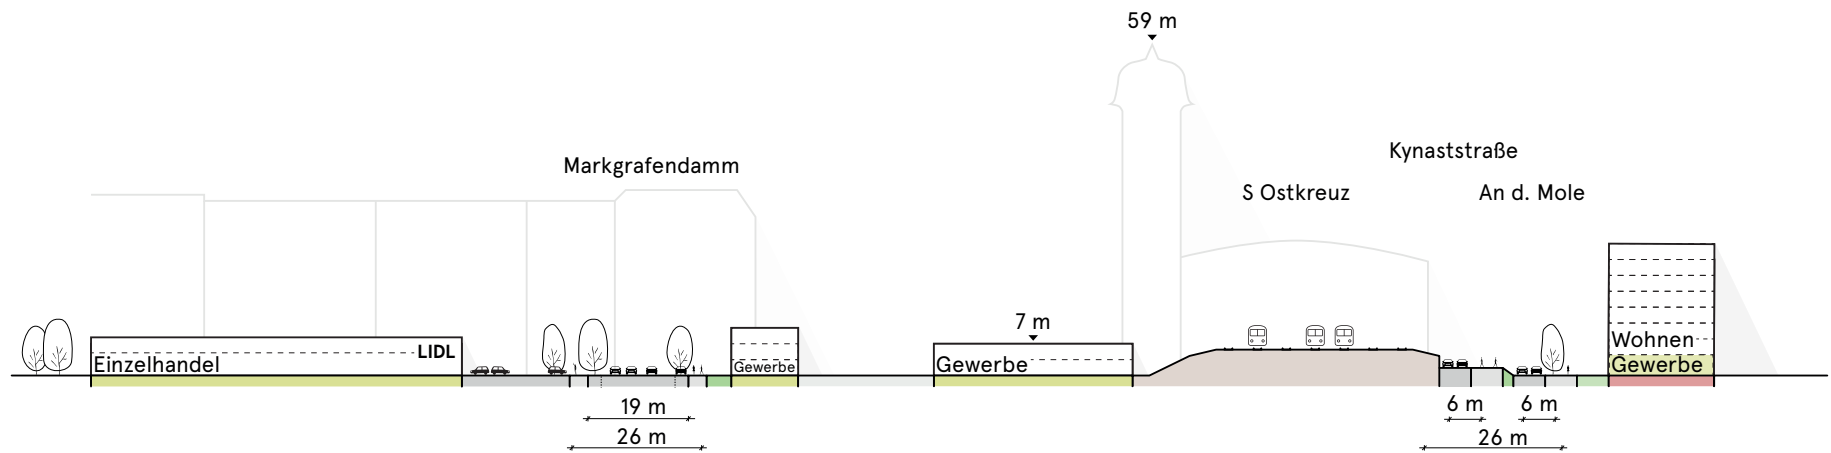 59 m
Kynaststraße
Markgrafendamm
S Ostkreuz
An d. Mole
7 m
Wohnen
LIDL
Einzelhandel
Gewerbe
Gewerbe
Gewerbe
19 m
6 m
6 m
26 m
26 m